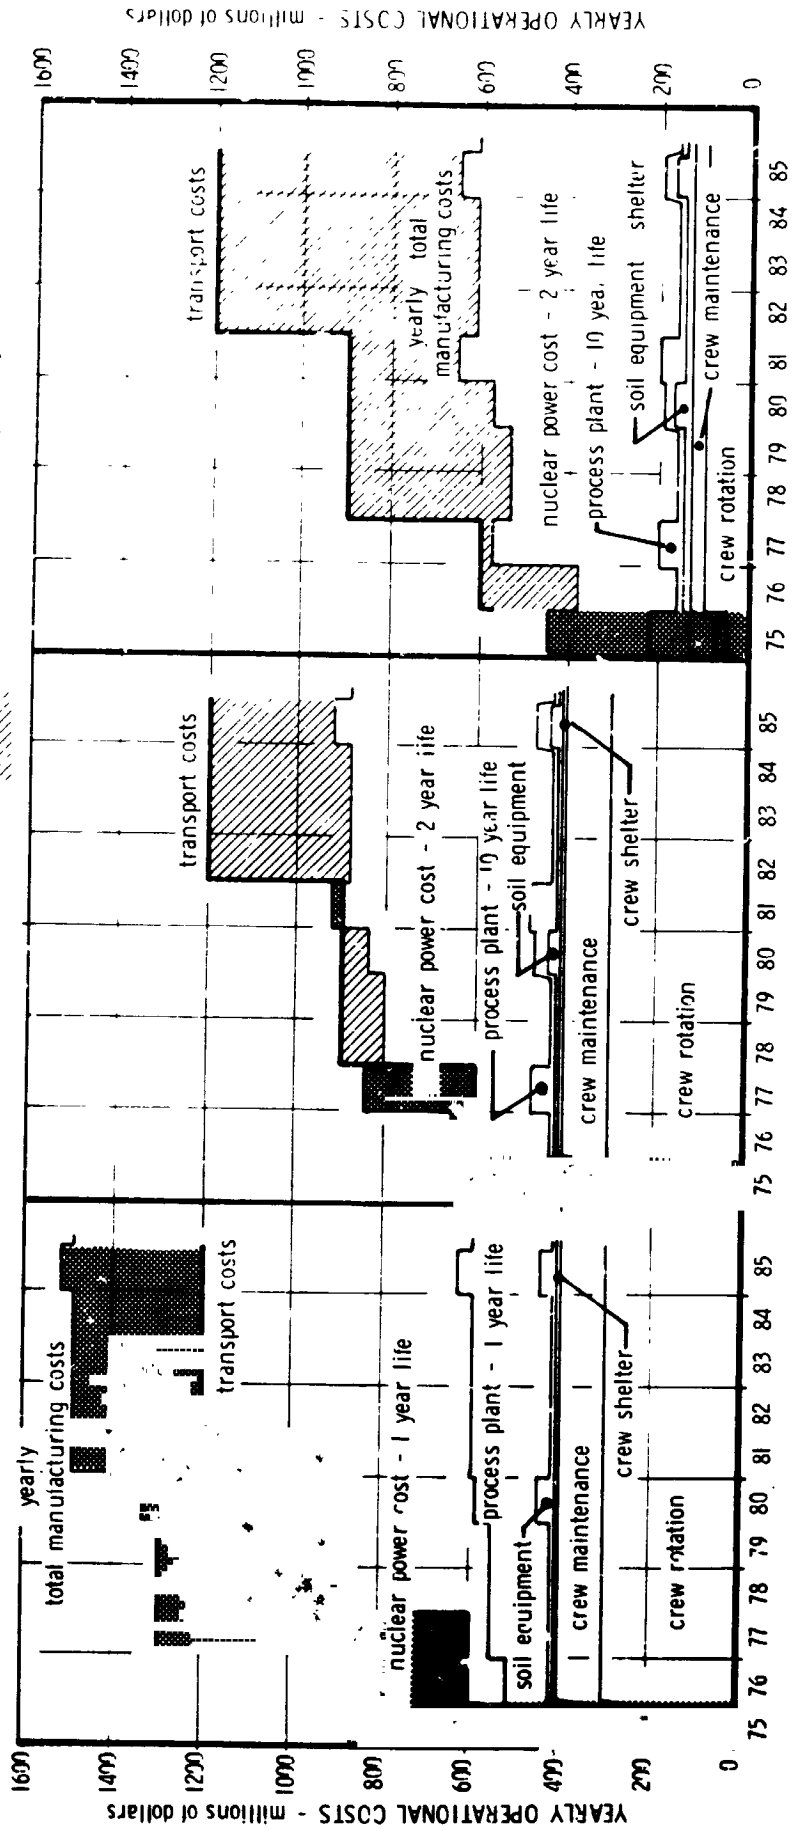 YEARLY OPERATIONAL COSTS - millions of dollars
1600
1400
1200
1000
800
600
400
200
0
yearly
total manufacturing costs
transport costs
nuclear power cost - 1 year life
process plant - 1 year life
soil equipment
crew maintenance
crew shelter
crew rotation
75 76 77 78 79 80 81 82 83 84 85
transport costs
nuclear power cost - 2 year life
process plant - 10 year life
soil equipment
crew maintenance
crew shelter
crew rotation
75 76 77 78 79 80 81 82 83 84 85
transport costs
yearly total
manufacturing costs
nuclear power cost - 2 year life
process plant - 10 year life
soil equipment shelter
crew maintenance
crew rotation
75 76 77 78 79 80 81 82 83 84 85
1600
1400
1200
1000
800
600
400
200
0
YEARLY OPERATIONAL COSTS - millions of dollars